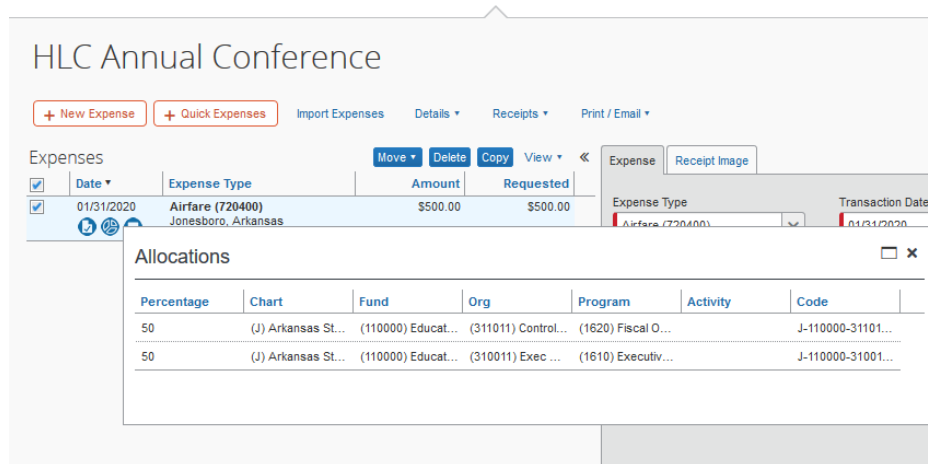 HLC Annual Conference
+ New Expense + Quick Expenses Import Expenses Details Receipts Print / Email
Expenses Move Delete Copy View Expense Receipt Image
Date Expense Type Amount Requested
Expense Type Transaction Date
01/31/2020 Airfare (720400) $500.00 $500.00
Jonesboro, Arkansas
Airfare (720400) 01/31/2020
Allocations
Percentage Chart Fund Org Program Activity Code
50 (J) Arkansas St... (110000) Educat... (311011) Control... (1620) Fiscal O... J-110000-31101...
50 (J) Arkansas St... (110000) Educat... (310011) Exec ... (1610) Executiv... J-110000-31001...